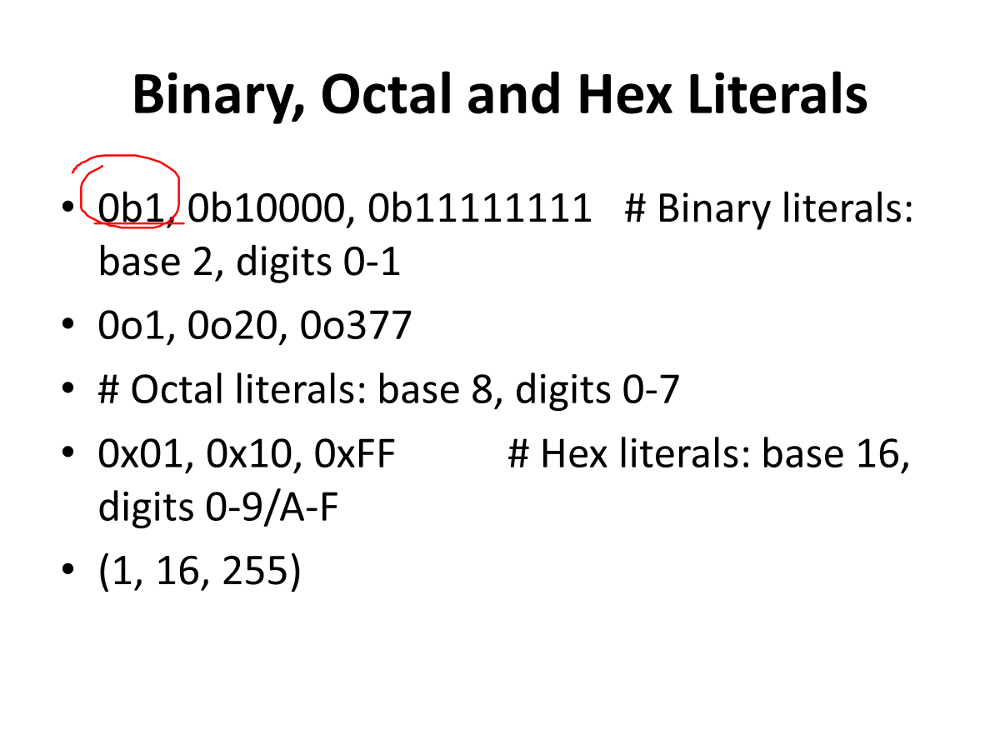 Binary, Octal and Hex Literals
• 0b1, 0b10000, 0b11111111 # Binary literals:
base 2, digits 0-1
• 0o1, 0o20, 0o377
• # Octal literals: base 8, digits 0-7
• 0x01, 0x10, 0xFF # Hex literals: base 16,
digits 0-9/A-F
• (1, 16, 255)